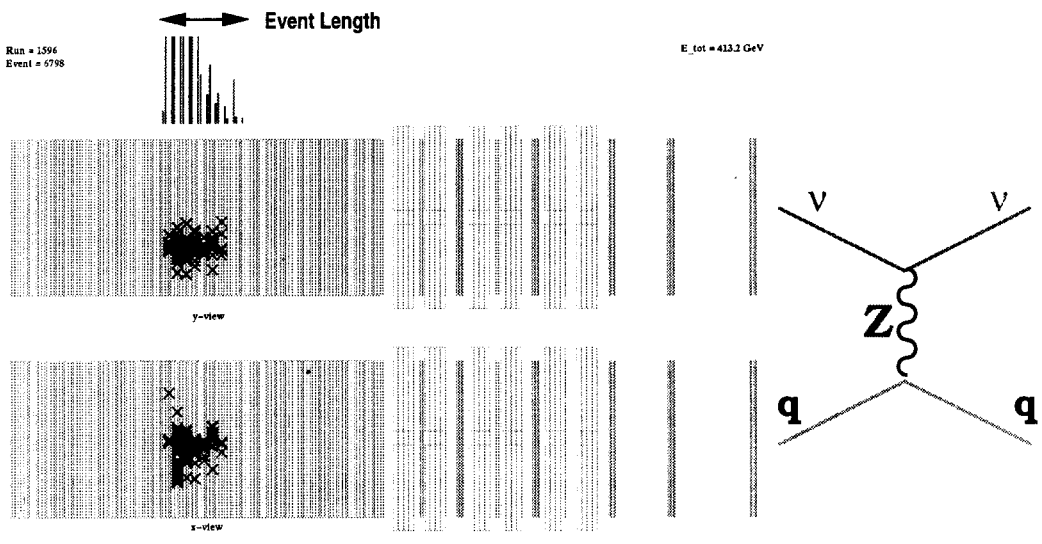 Event Length
Run = 1596
Event = 6798
E_tot = 413.2 GeV
ν ν
Z
y-view
q q
x-view